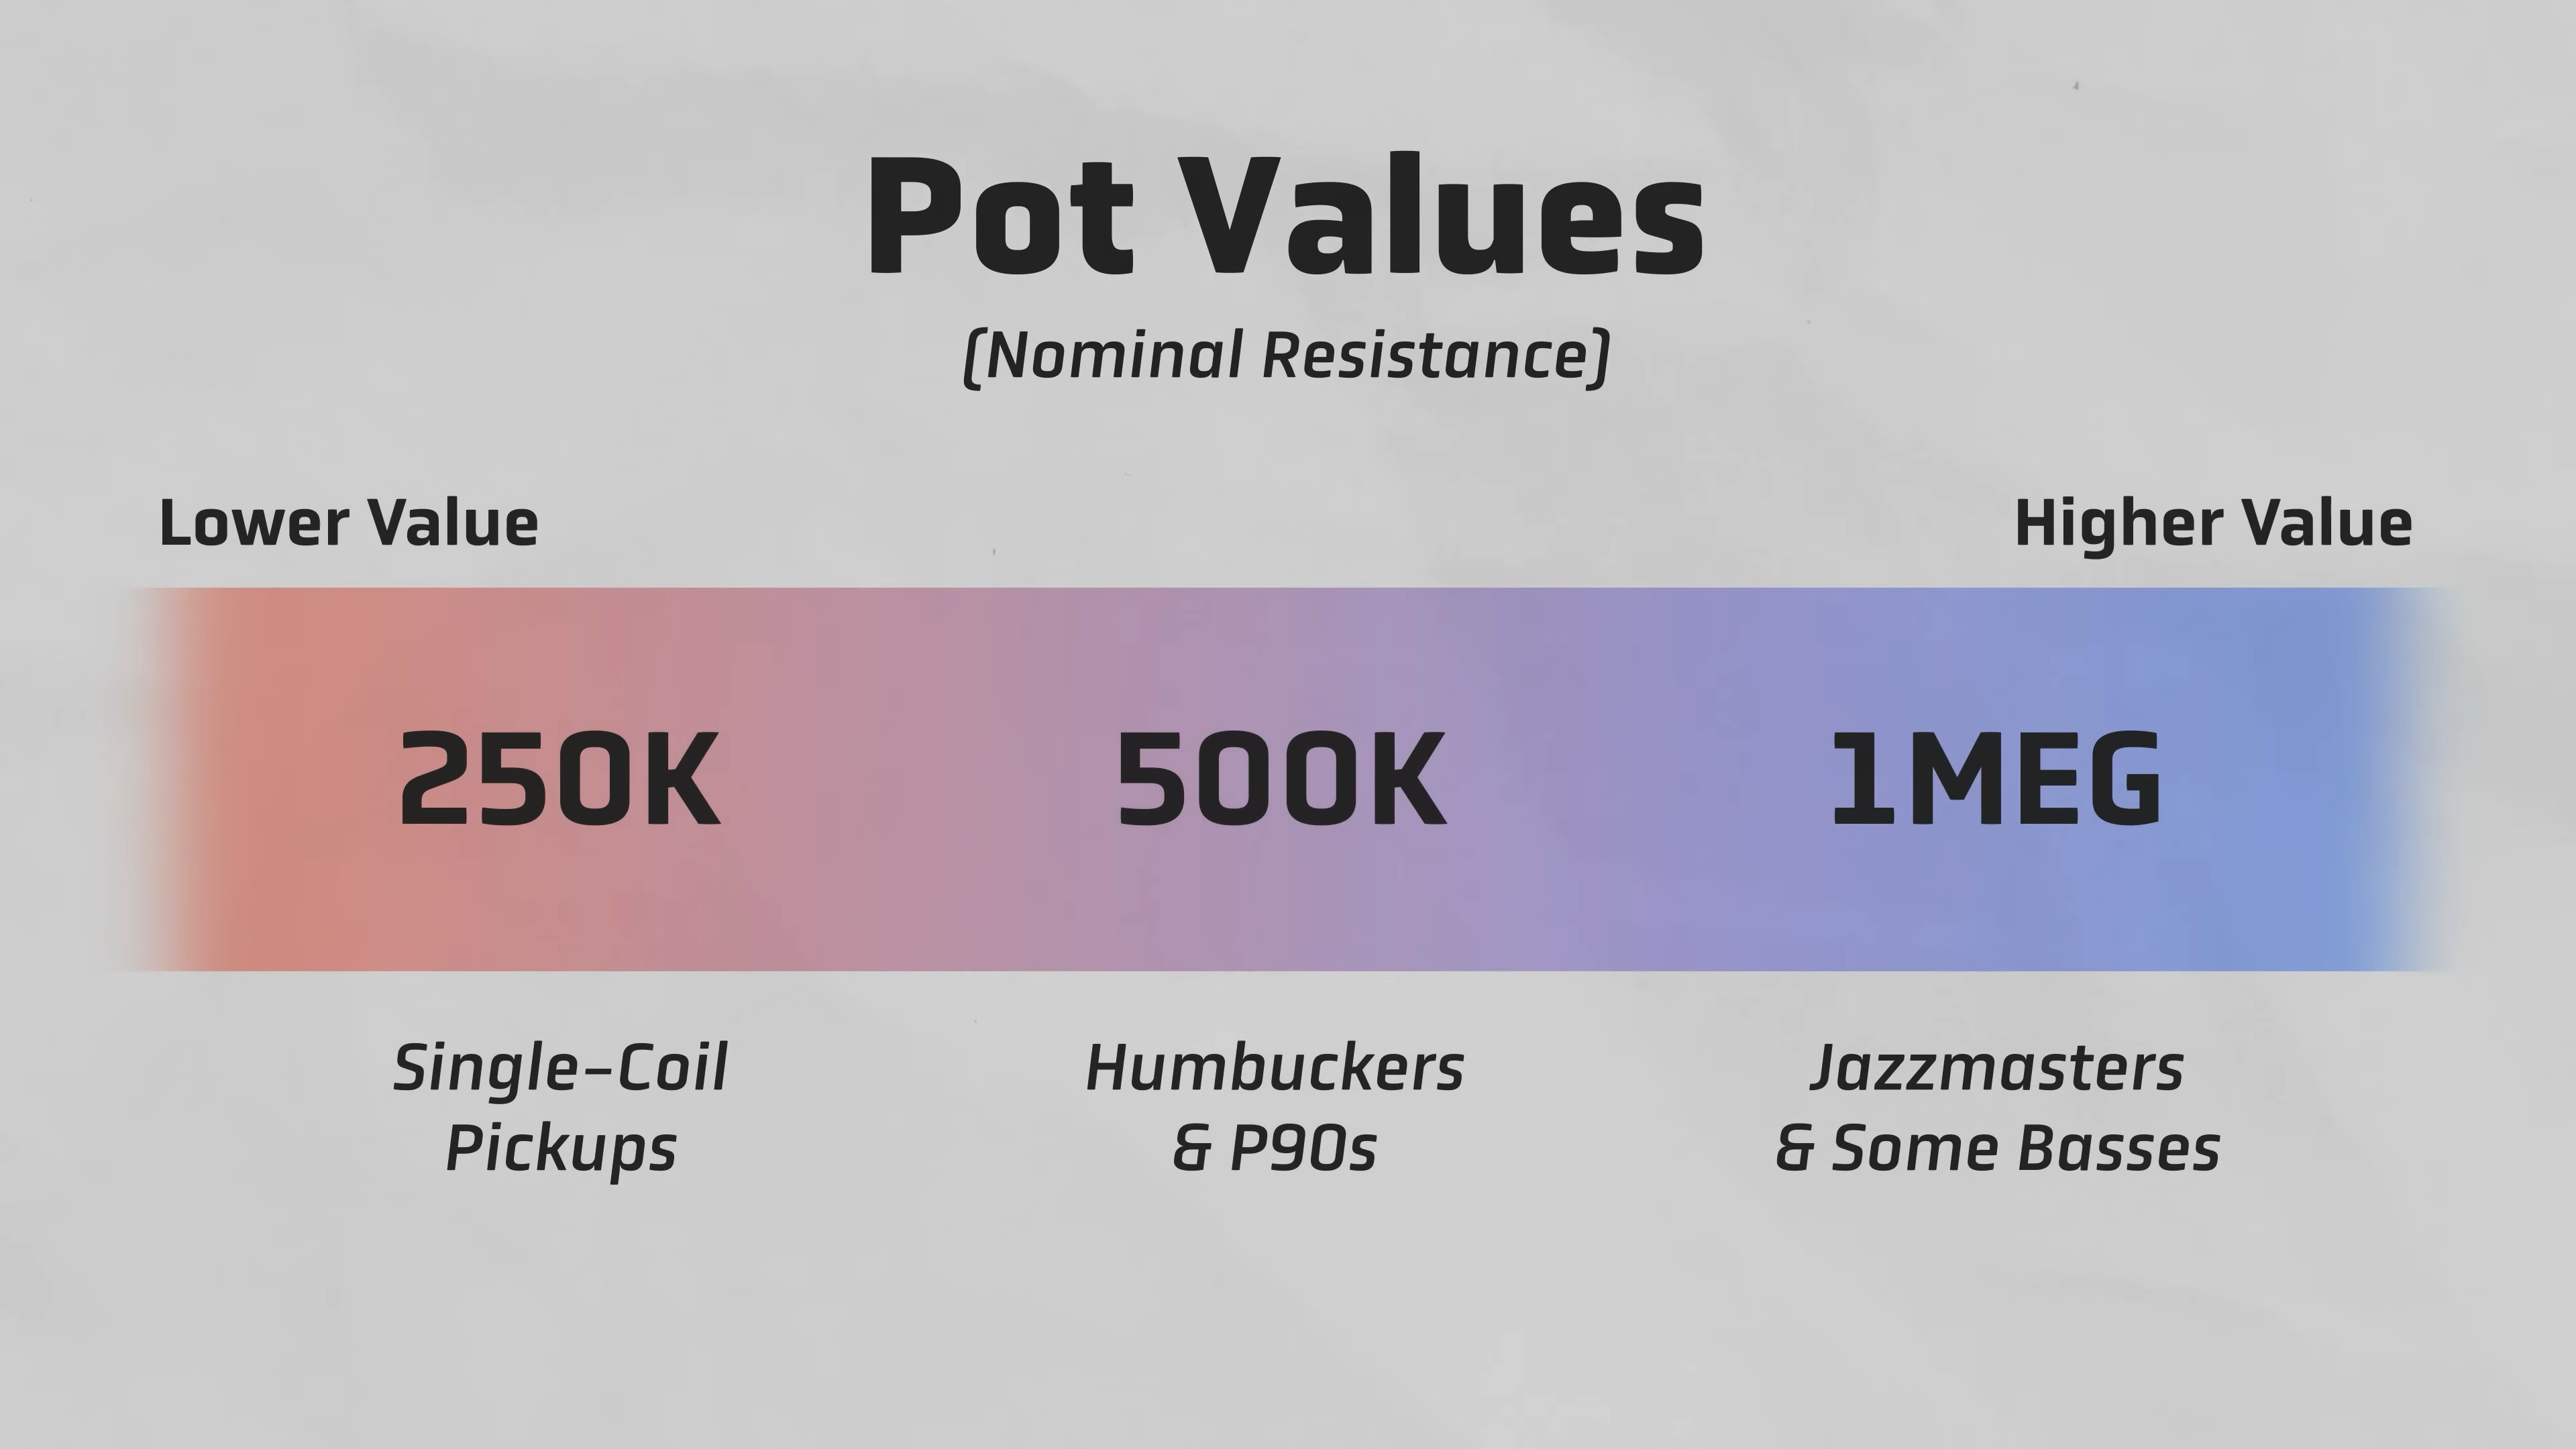 Pot Values
(Nominal Resistance)
Lower Value
Higher Value
250K
500K
1MEG
Single-Coil
Pickups
Humbuckers
& P90s
Jazzmasters
& Some Basses